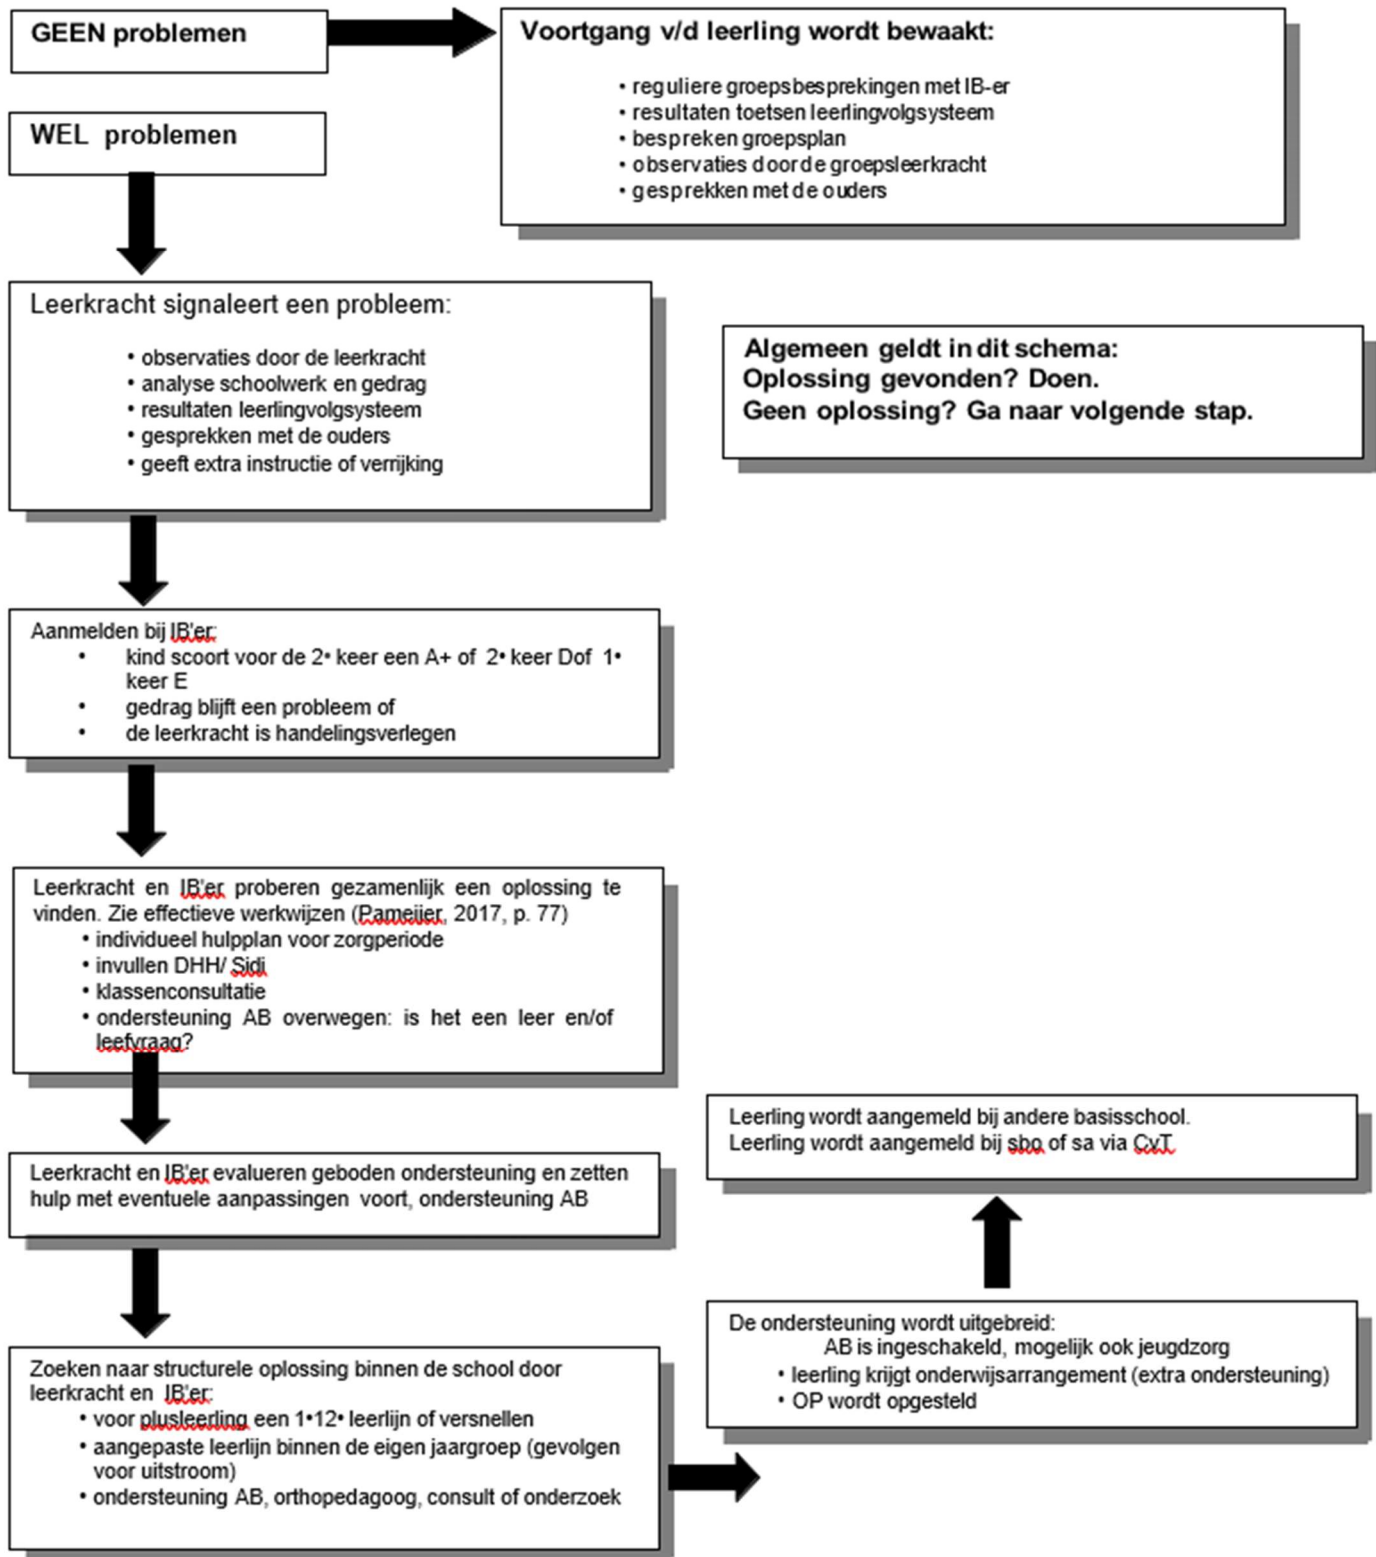 GEEN problemen
Voortgang v/d leerling wordt bewaakt:
• reguliere groepsbesprekingen met IB-er
• resultaten toetsen leerlingvolgsysteem
• bespreken groepsplan
• observaties door de groepsleerkracht
• gesprekken met de ouders
WEL problemen
Leerkracht signaleert een probleem:
• observaties door de leerkracht
• analyse schoolwerk en gedrag
• resultaten leerlingvolgsysteem
• gesprekken met de ouders
• geeft extra instructie of verrijking
Algemeen geldt in dit schema:
Oplossing gevonden? Doen.
Geen oplossing? Ga naar volgende stap.
Aanmelden bij IB'er:
• kind scoort voor de 2• keer een A+ of 2• keer Dof 1•
keer E
• gedrag blijft een probleem of
• de leerkracht is handelingsverlegen
Leerkracht en IB'er proberen gezamenlijk een oplossing te
vinden. Zie effectieve werkwijzen (Pameijer, 2017, p. 77)
• individueel hulpplan voor zorgperiode
• invullen DHH/ Sidi
• klassenconsultatie
• ondersteuning AB overwegen: is het een leer en/of
leefvraag?
Leerkracht en IB'er evalueren geboden ondersteuning en zetten
hulp met eventuele aanpassingen voort, ondersteuning AB
Zoeken naar structurele oplossing binnen de school door
leerkracht en IB'er:
• voor plusleerling een 1•12• leerlijn of versnellen
• aangepaste leerlijn binnen de eigen jaargroep (gevolgen
voor uitstroom)
• ondersteuning AB, orthopedagoog, consult of onderzoek
De ondersteuning wordt uitgebreid:
AB is ingeschakeld, mogelijk ook jeugdzorg
• leerling krijgt onderwijsarrangement (extra ondersteuning)
• OP wordt opgesteld
Leerling wordt aangemeld bij andere basisschool.
Leerling wordt aangemeld bij sbo of sa via CvT